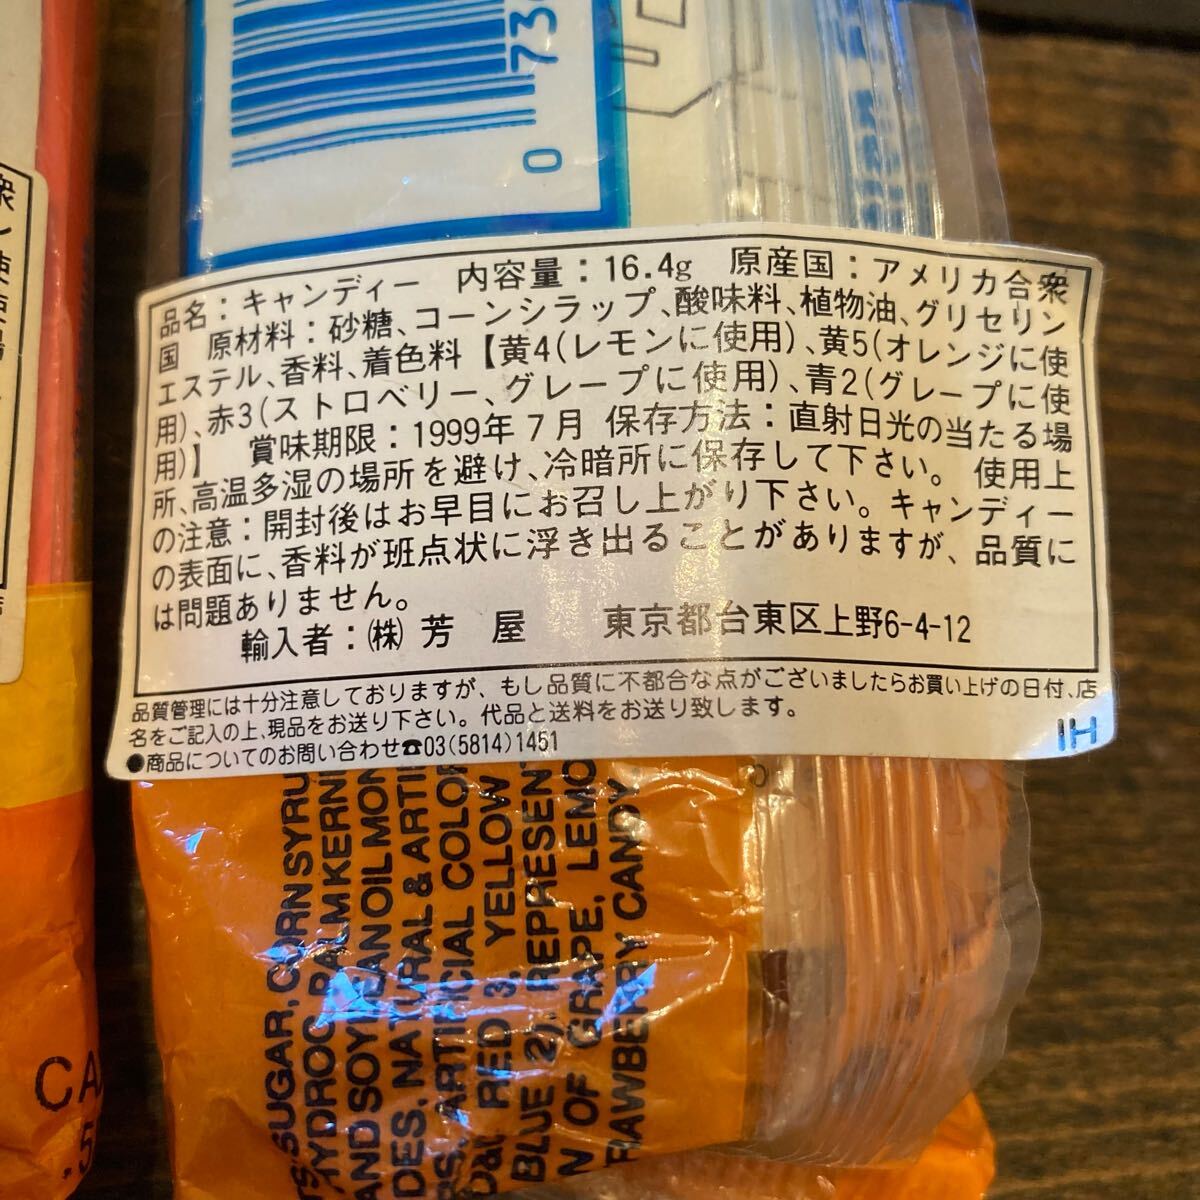 0 73
品名：キャンディー 内容量：16.4g 原産国：アメリカ合衆
国 原材料：砂糖、コーンシラップ、酸味料、植物油、グリセリン
エステル、香料、着色料【黄4(レモンに使用)、黄5(オレンジに使
用)、赤3(ストロベリー、グレープに使用)、青2(グレープに使
用)】 賞味期限：1999年7月 保存方法：直射日光の当たる場
所、高温多湿の場所を避け、冷暗所に保存して下さい。 使用上
の注意：開封後はお早目にお召し上がり下さい。キャンディー
の表面に、香料が斑点状に浮き出ることがありますが、品質に
は問題ありません。
輸入者：㈱芳屋 東京都台東区上野6-4-12
品質管理には十分注意しておりますが、もし品質に不都合な点がございましたらお買い上げの日付、店
名をご記入の上、現品をお送り下さい。代品と送料をお送り致します。
●商品についてのお問い合わせ☎03(5814)1451
IH
SUGAR, CORN SYRU
HYDROG. PALM KERNE
AND SOYBEAN OIL MON
DES, NATURAL & ARTI
S, ARTIFICIAL COLOR
D&C RED 3, YELLOW
BLUE 2). REPRESEN
N OF GRAPE, LEMO
TRAWBERRY CANDY
CA
.5